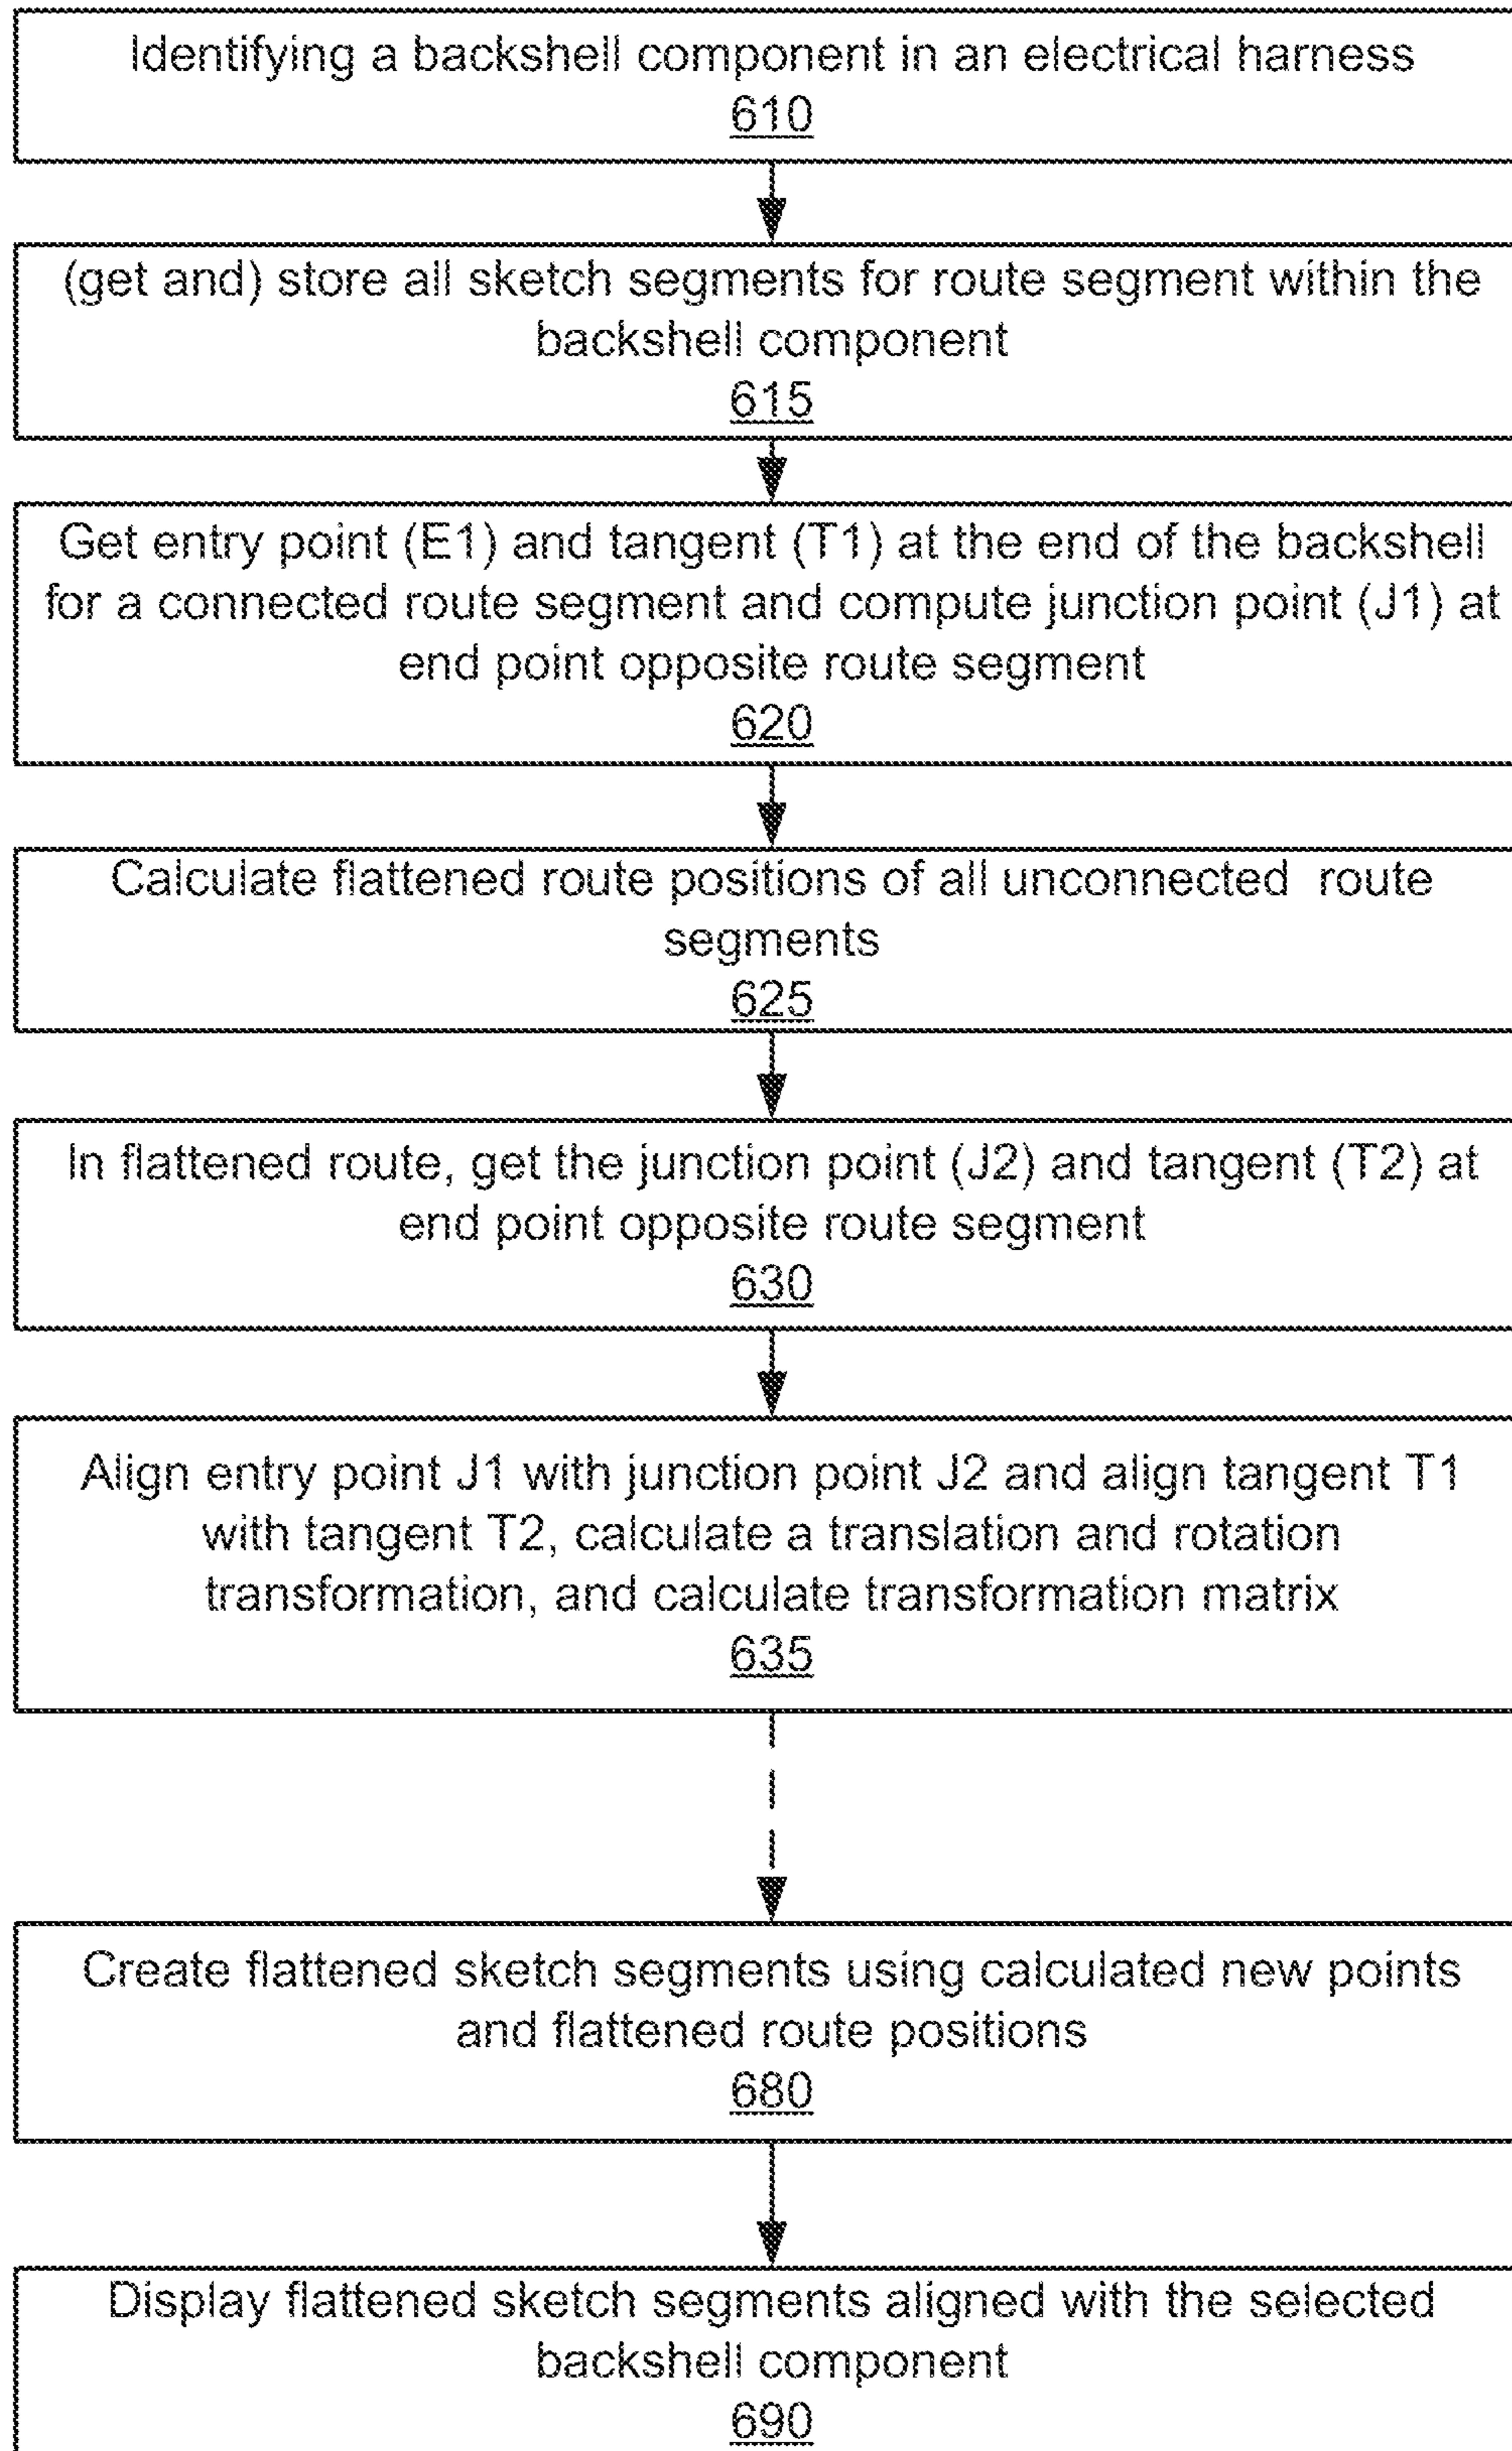 Identifying a backshell component in an electrical harness
610
(get and) store all sketch segments for route segment within the
backshell component
615
Get entry point (E1) and tangent (T1) at the end of the backshell
for a connected route segment and compute junction point (J1) at
end point opposite route segment
620
Calculate flattened route positions of all unconnected route
segments
625
In flattened route, get the junction point (J2) and tangent (T2) at
end point opposite route segment
630
Align entry point J1 with junction point J2 and align tangent T1
with tangent T2, calculate a translation and rotation
transformation, and calculate transformation matrix
635
Create flattened sketch segments using calculated new points
and flattened route positions
680
Display flattened sketch segments aligned with the selected
backshell component
690